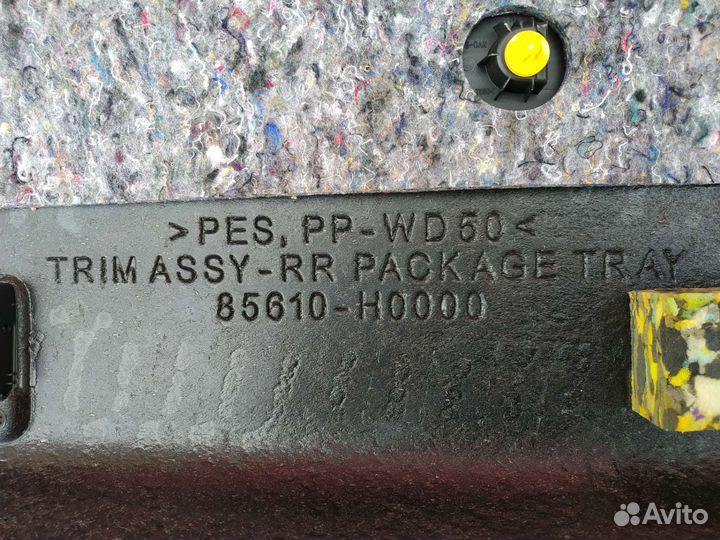 >PES, PP-WD50<
TRIM ASSY-RR PACKAGE TRAY
85610-H0000
Avito